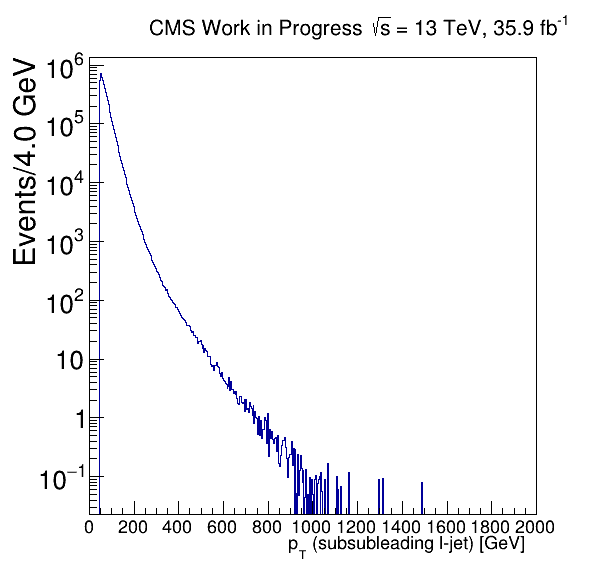 CMS Work in Progress √s = 13 TeV, 35.9 fb⁻¹
Events/4.0 GeV
10⁶
10⁵
10⁴
10³
10²
10
1
10⁻¹
0 200 400 600 800 1000 1200 1400 1600 1800 2000
p_T (subsubleading l-jet) [GeV]